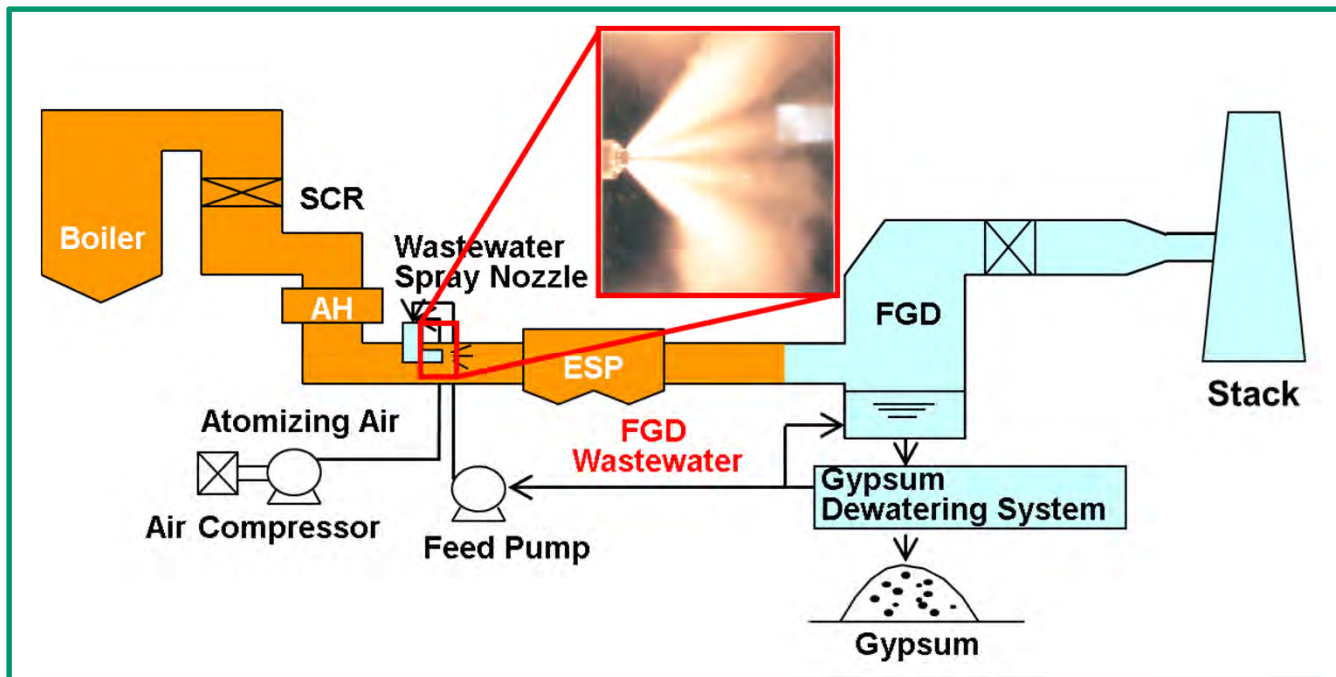 Boiler
SCR
AH
Wastewater
Spray Nozzle
ESP
FGD
Stack
Atomizing Air
Air Compressor
Feed Pump
FGD
Wastewater
Gypsum
Dewatering System
Gypsum